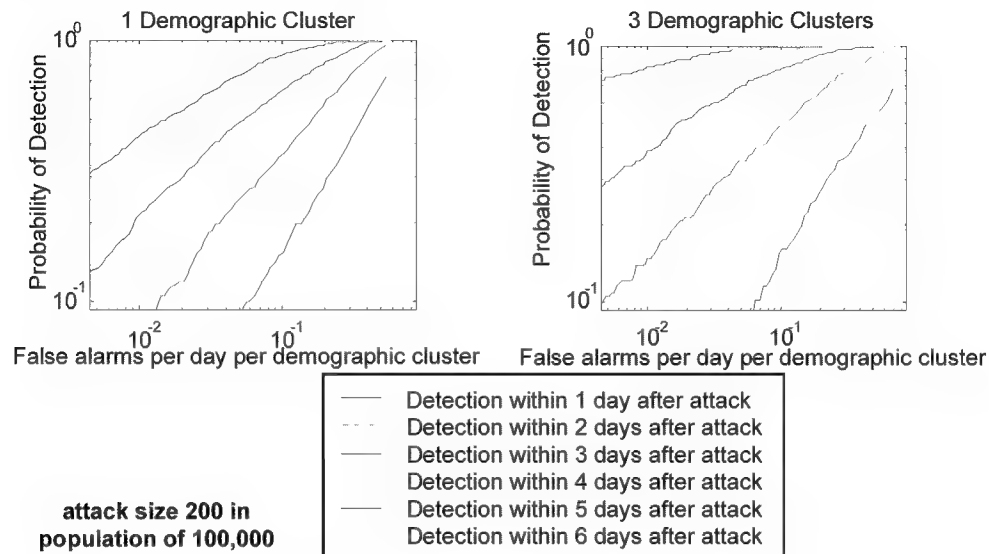 1 Demographic Cluster
3 Demographic Clusters
10^0
10^0
Probability of Detection
Probability of Detection
10^-1
10^-1
10^-2
10^-1
10^-2
10^-1
False alarms per day per demographic cluster
False alarms per day per demographic cluster
Detection within 1 day after attack
Detection within 2 days after attack
Detection within 3 days after attack
Detection within 4 days after attack
Detection within 5 days after attack
Detection within 6 days after attack
attack size 200 in
population of 100,000